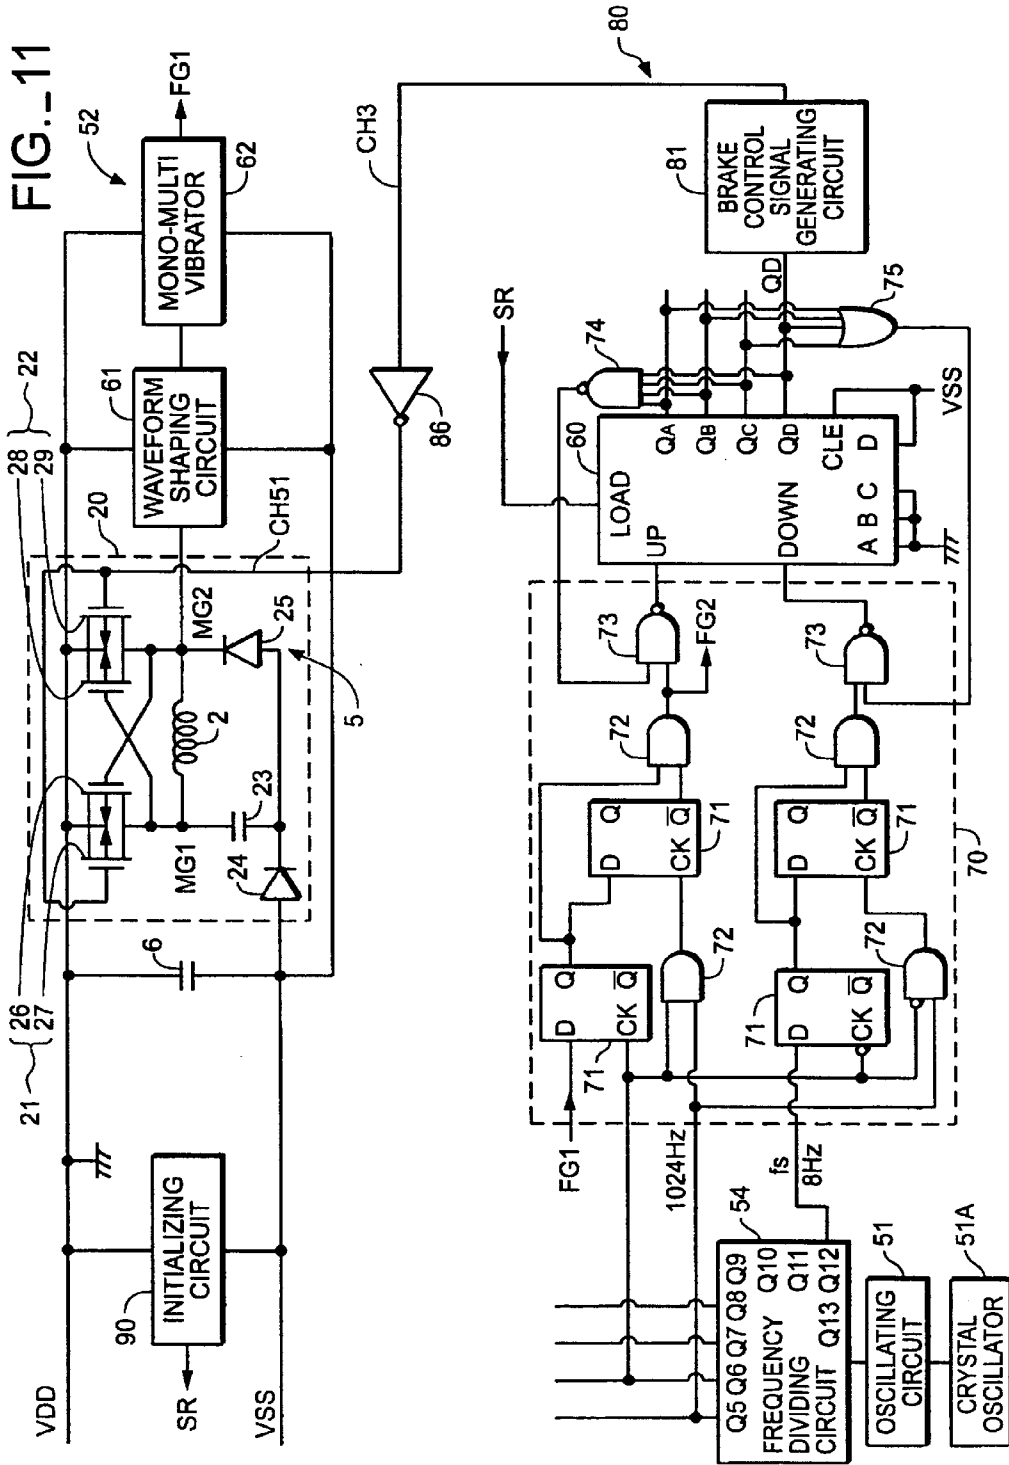 FIG._11
VDD
SR
VSS
90
INITIALIZING
CIRCUIT
21
26
27
6
24
MG1
23
2
20
28
29
22
MG2
25
5
CH51
61
WAVEFORM
SHAPING
CIRCUIT
52
MONO-MULTI
VIBRATOR
62
FG1
86
CH3
80
FG1
1024Hz
fs
8Hz
54
Q5 Q6 Q7 Q8 Q9
FREQUENCY Q10
DIVIDING Q11
CIRCUIT Q13 Q12
OSCILLATING
CIRCUIT
51
CRYSTAL
OSCILLATOR
51A
D Q
CK Q
71
72
D Q
CK Q
71
72
73
FG2
D Q
CK Q
71
72
D Q
CK Q
71
72
73
70
SR
60
LOAD
UP
DOWN
QA
QB
QC
QD
CLE
A B C D
VSS
74
75
QD
81
BRAKE
CONTROL
SIGNAL
GENERATING
CIRCUIT